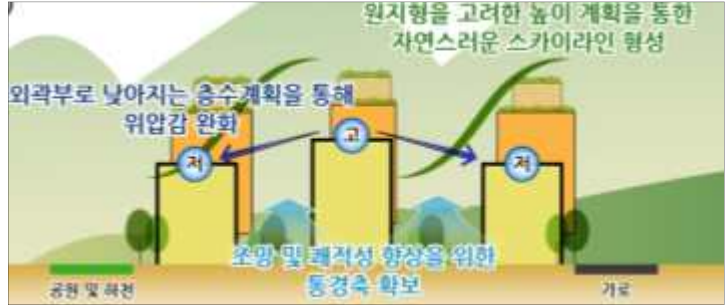 원지형을 고려한 높이 계획을 통한
자연스러운 스카이라인 형성
외곽부로 낮아지는 층수계획을 통해
위압감 완화
고
저
저
조망 및 쾌적성 향상을 위한
통경축 확보
공원 및 하천
가로